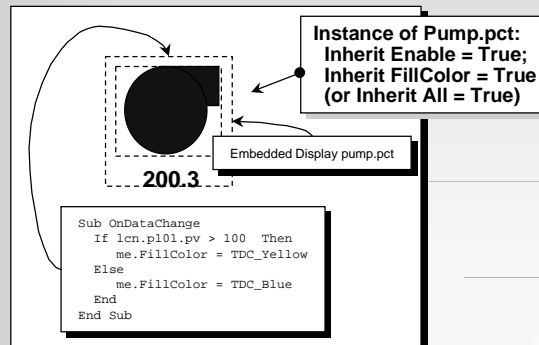 Instance of Pump.pct:
Inherit Enable = True;
Inherit FillColor = True
(or Inherit All = True)
Embedded Display pump.pct
200.3
Sub OnDataChange
If lcn.p101.pv > 100 Then
me.FillColor = TDC_Yellow
Else
me.FillColor = TDC_Blue
End
End Sub